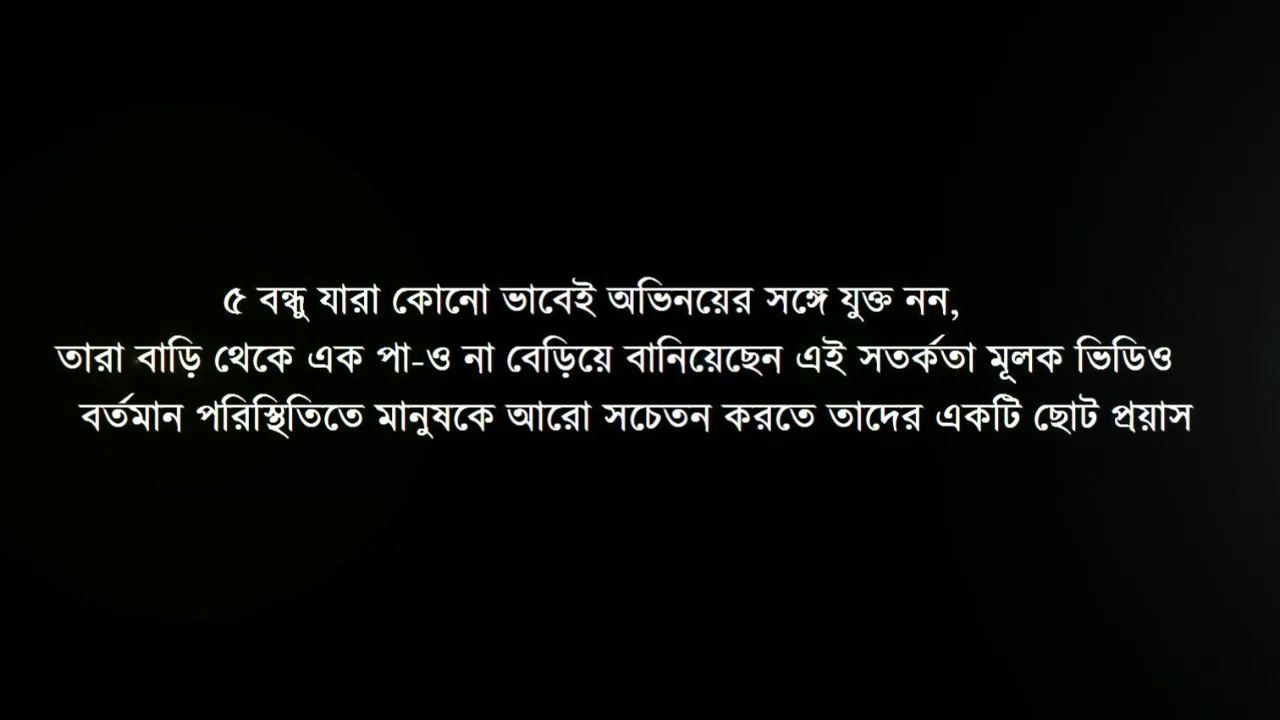 ৫ বন্ধু যারা কোনো ভাবেই অভিনয়ের সঙ্গে যুক্ত নন,
তারা বাড়ি থেকে এক পা-ও না বেড়িয়ে বানিয়েছেন এই সতর্কতা মূলক ভিডিও
বর্তমান পরিস্থিতিতে মানুষকে আরো সচেতন করতে তাদের একটি ছোট প্রয়াস